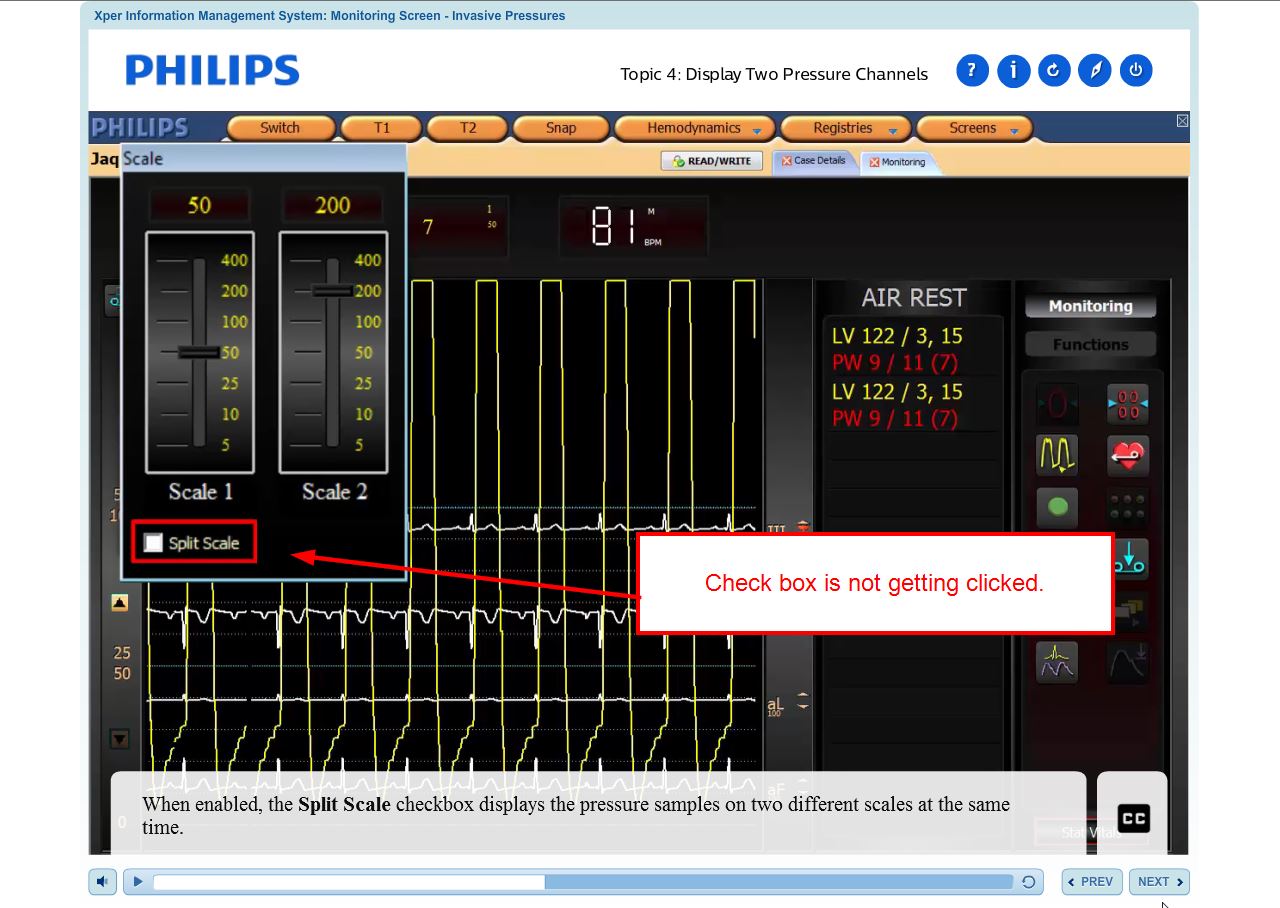 Xper Information Management System: Monitoring Screen - Invasive Pressures
PHILIPS
Topic 4: Display Two Pressure Channels
? i
PHILIPS Switch T1 T2 Snap Hemodynamics Registries Screens
Jaq Scale
READ/WRITE Case Details Monitoring
50 200
7 1 50
81 M BPM
400 400
200 200
100 100
50 50
25 25
10 10
5 5
Scale 1 Scale 2
Split Scale
AIR REST
LV 122 / 3, 15
PW 9 / 11 (7)
LV 122 / 3, 15
PW 9 / 11 (7)
Monitoring
Functions
III
Check box is not getting clicked.
25
50
aL
100
aF
0
When enabled, the Split Scale checkbox displays the pressure samples on two different scales at the same
time.
Stat Vitals
CC
PREV NEXT